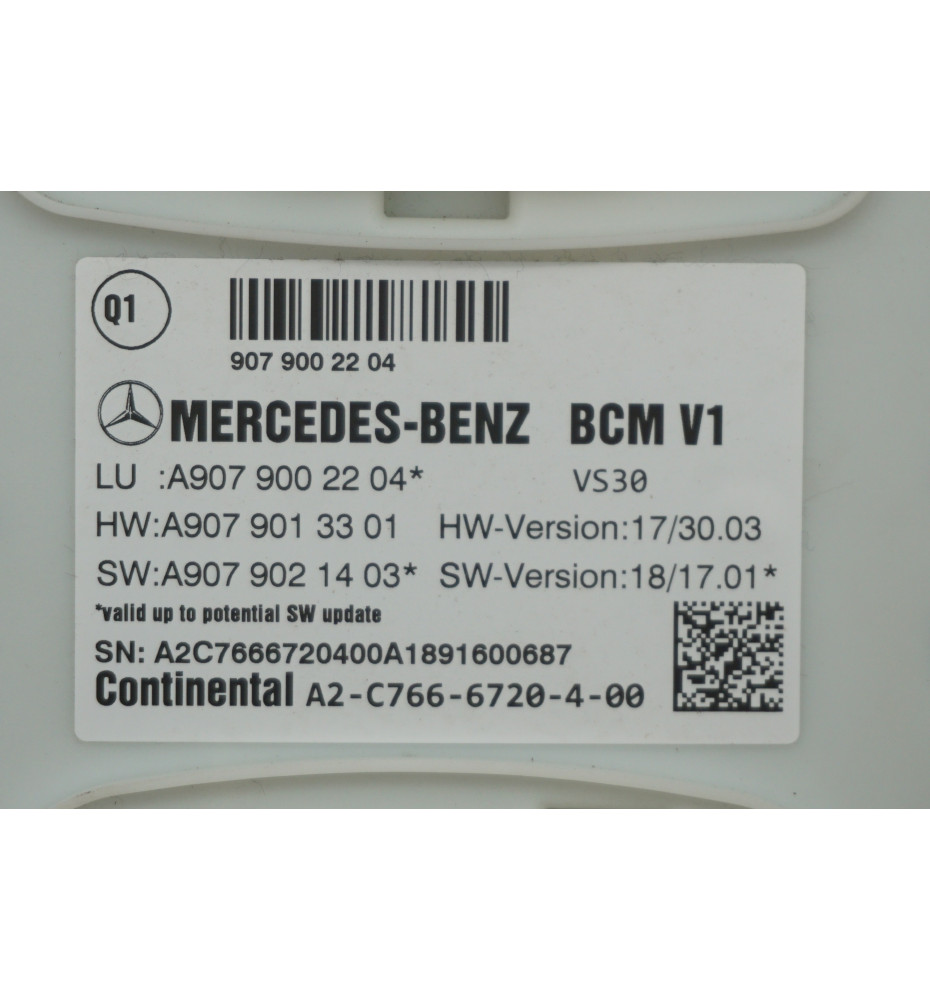 Q1
907 900 22 04
MERCEDES-BENZ BCM V1
LU :A907 900 22 04* VS30
HW:A907 901 33 01 HW-Version:17/30.03
SW:A907 902 14 03* SW-Version:18/17.01*
*valid up to potential SW update
SN: A2C7666720400A1891600687
Continental A2-C766-6720-4-00